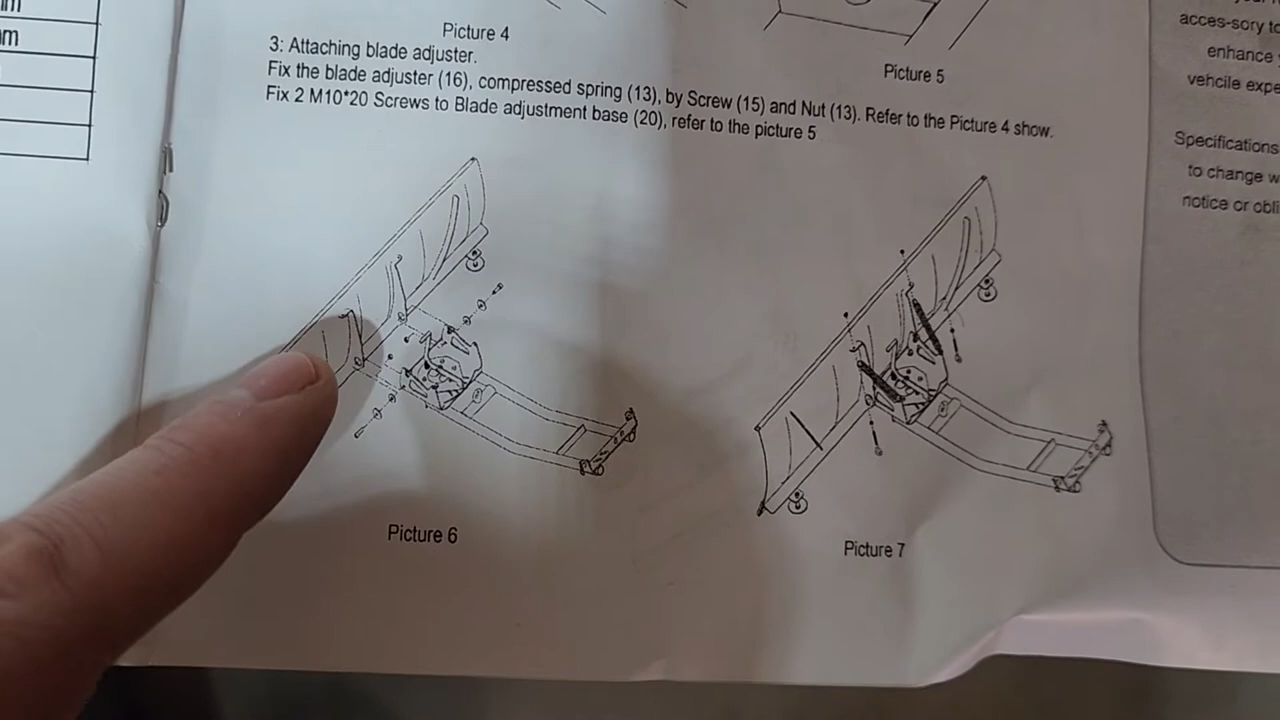 Picture 4
Picture 5
3: Attaching blade adjuster.
Fix the blade adjuster (16), compressed spring (13), by Screw (15) and Nut (13). Refer to the Picture 4 show.
Fix 2 M10*20 Screws to Blade adjustment base (20), refer to the picture 5
Picture 6
Picture 7
acces-sory to
enhance
vehcile expe
Specifications
to change w
notice or obli